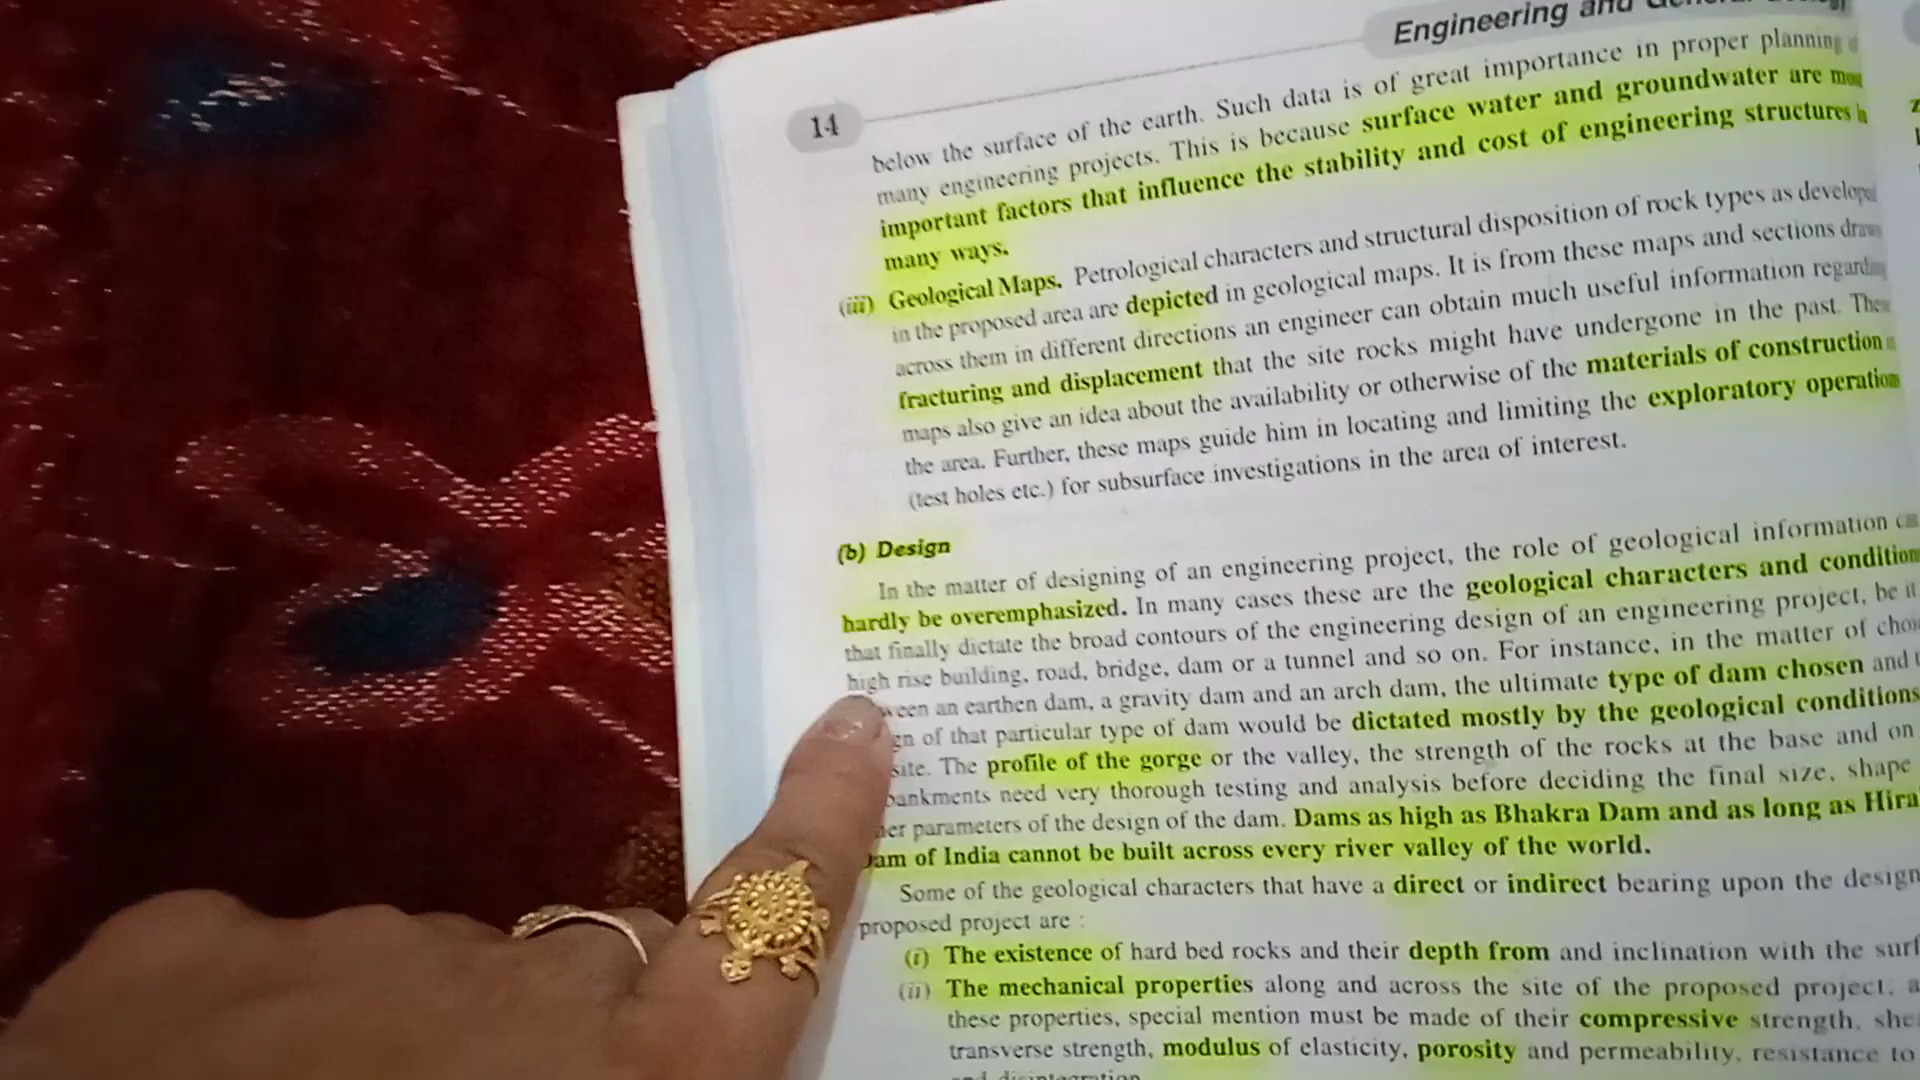 Engineering and General Geology
14
below the surface of the earth. Such data is of great importance in proper planning
many engineering projects. This is because surface water and groundwater are most
important factors that influence the stability and cost of engineering structures in
many ways.
(iii) Geological Maps. Petrological characters and structural disposition of rock types as developed
in the proposed area are depicted in geological maps. It is from these maps and sections drawn
across them in different directions an engineer can obtain much useful information regarding
fracturing and displacement that the site rocks might have undergone in the past. These
maps also give an idea about the availability or otherwise of the materials of construction
the area. Further, these maps guide him in locating and limiting the exploratory operations
(test holes etc.) for subsurface investigations in the area of interest.
(b) Design
In the matter of designing of an engineering project, the role of geological information can
hardly be overemphasized. In many cases these are the geological characters and condition
that finally dictate the broad contours of the engineering design of an engineering project, be it
high rise building, road, bridge, dam or a tunnel and so on. For instance, in the matter of choi
ween an earthen dam, a gravity dam and an arch dam, the ultimate type of dam chosen and t
gn of that particular type of dam would be dictated mostly by the geological conditions
site. The profile of the gorge or the valley, the strength of the rocks at the base and on
bankments need very thorough testing and analysis before deciding the final size, shape
her parameters of the design of the dam. Dams as high as Bhakra Dam and as long as Hira
Dam of India cannot be built across every river valley of the world.
Some of the geological characters that have a direct or indirect bearing upon the design
proposed project are :
(i) The existence of hard bed rocks and their depth from and inclination with the surf
(ii) The mechanical properties along and across the site of the proposed project, a
these properties, special mention must be made of their compressive strength, she
transverse strength, modulus of elasticity, porosity and permeability, resistance to
and disintegration